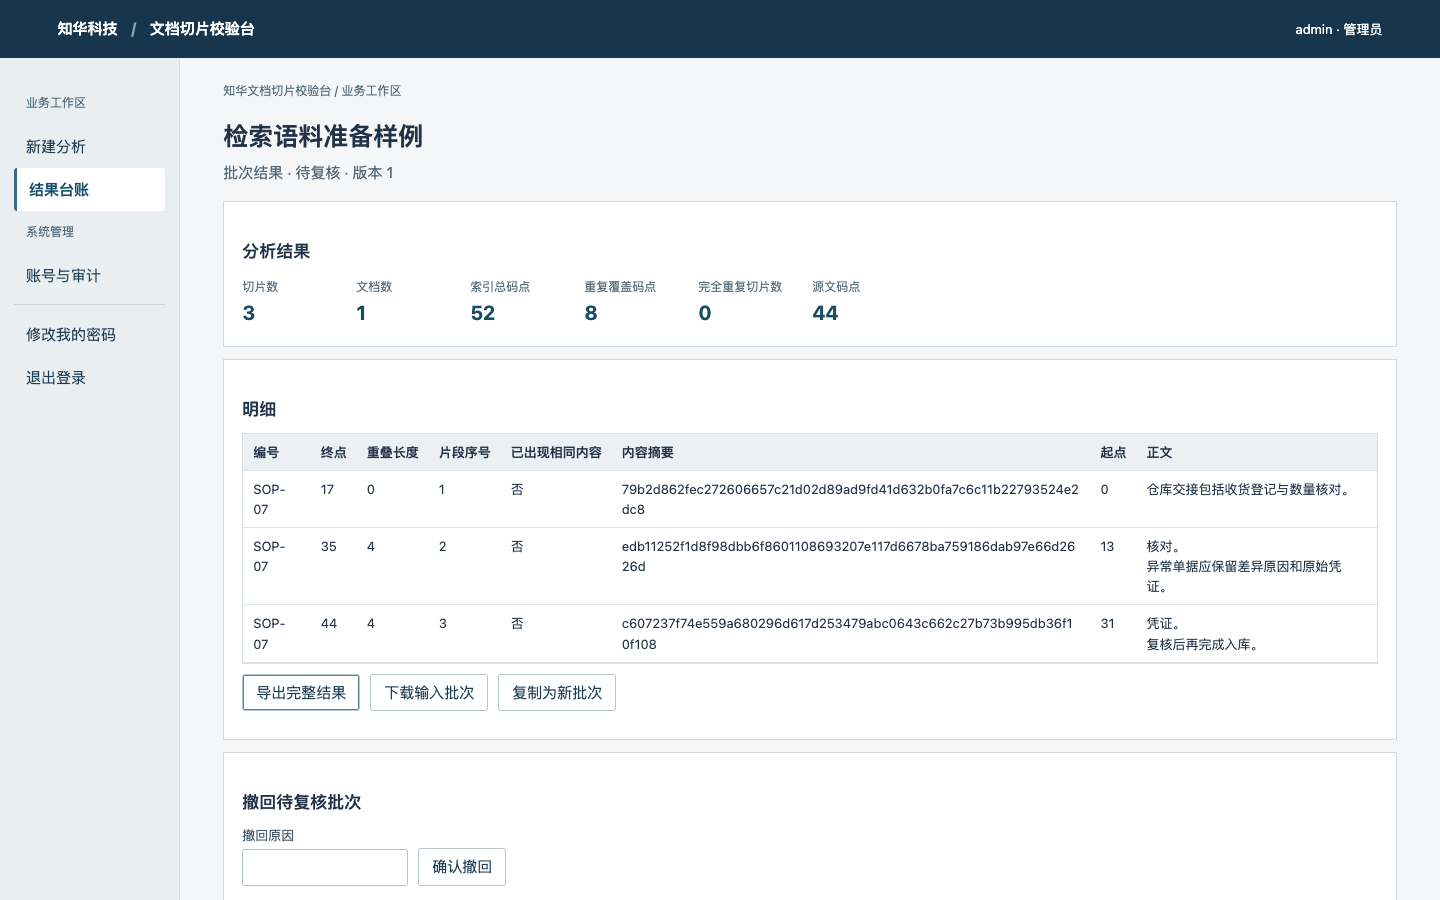 知华科技 / 文档切片校验台
admin · 管理员
业务工作区
新建分析
结果台账
系统管理
账号与审计
修改我的密码
退出登录
知华文档切片校验台 / 业务工作区
检索语料准备样例
批次结果 · 待复核 · 版本 1
分析结果
切片数 文档数 索引总码点 重复覆盖码点 完全重复切片数 源文码点
3 1 52 8 0 44
明细
编号 终点 重叠长度 片段序号 已出现相同内容 内容摘要 起点 正文
SOP- 17 0 1 否 79b2d862fec272606657c21d02d89ad9fd41d632b0fa7c6c11b22793524e2 0 仓库交接包括收货登记与数量核对。
07 dc8
SOP- 35 4 2 否 edb11252f1d8f98dbb6f8601108693207e117d6678ba759186dab97e66d26 13 核对。
07 26d 异常单据应保留差异原因和原始凭
证。
SOP- 44 4 3 否 c607237f74e559a680296d617d253479abc0643c662c27b73b995db36f1 31 凭证。
07 0f108 复核后再完成入库。
导出完整结果 下载输入批次 复制为新批次
撤回待复核批次
撤回原因
确认撤回